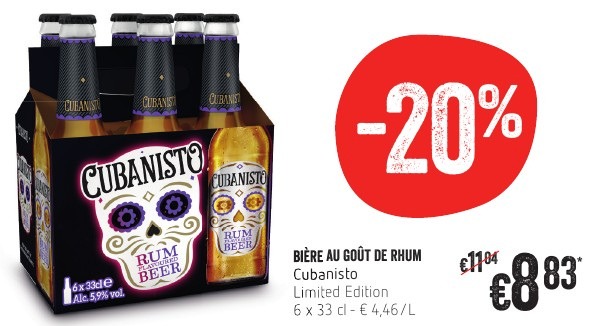 CUBANISTO
CUBANISTO
CUBANISTO
CUBANISTO
RUM
FLAVOURED
BEER
CUBANISTO
RUM
FLAVOURED
BEER
6x33cl e
Alc. 5,9% vol.
-20%
BIÈRE AU GOÛT DE RHUM
Cubanisto
Limited Edition
6 x 33 cl - € 4,46/L
€11 04
€8 83*